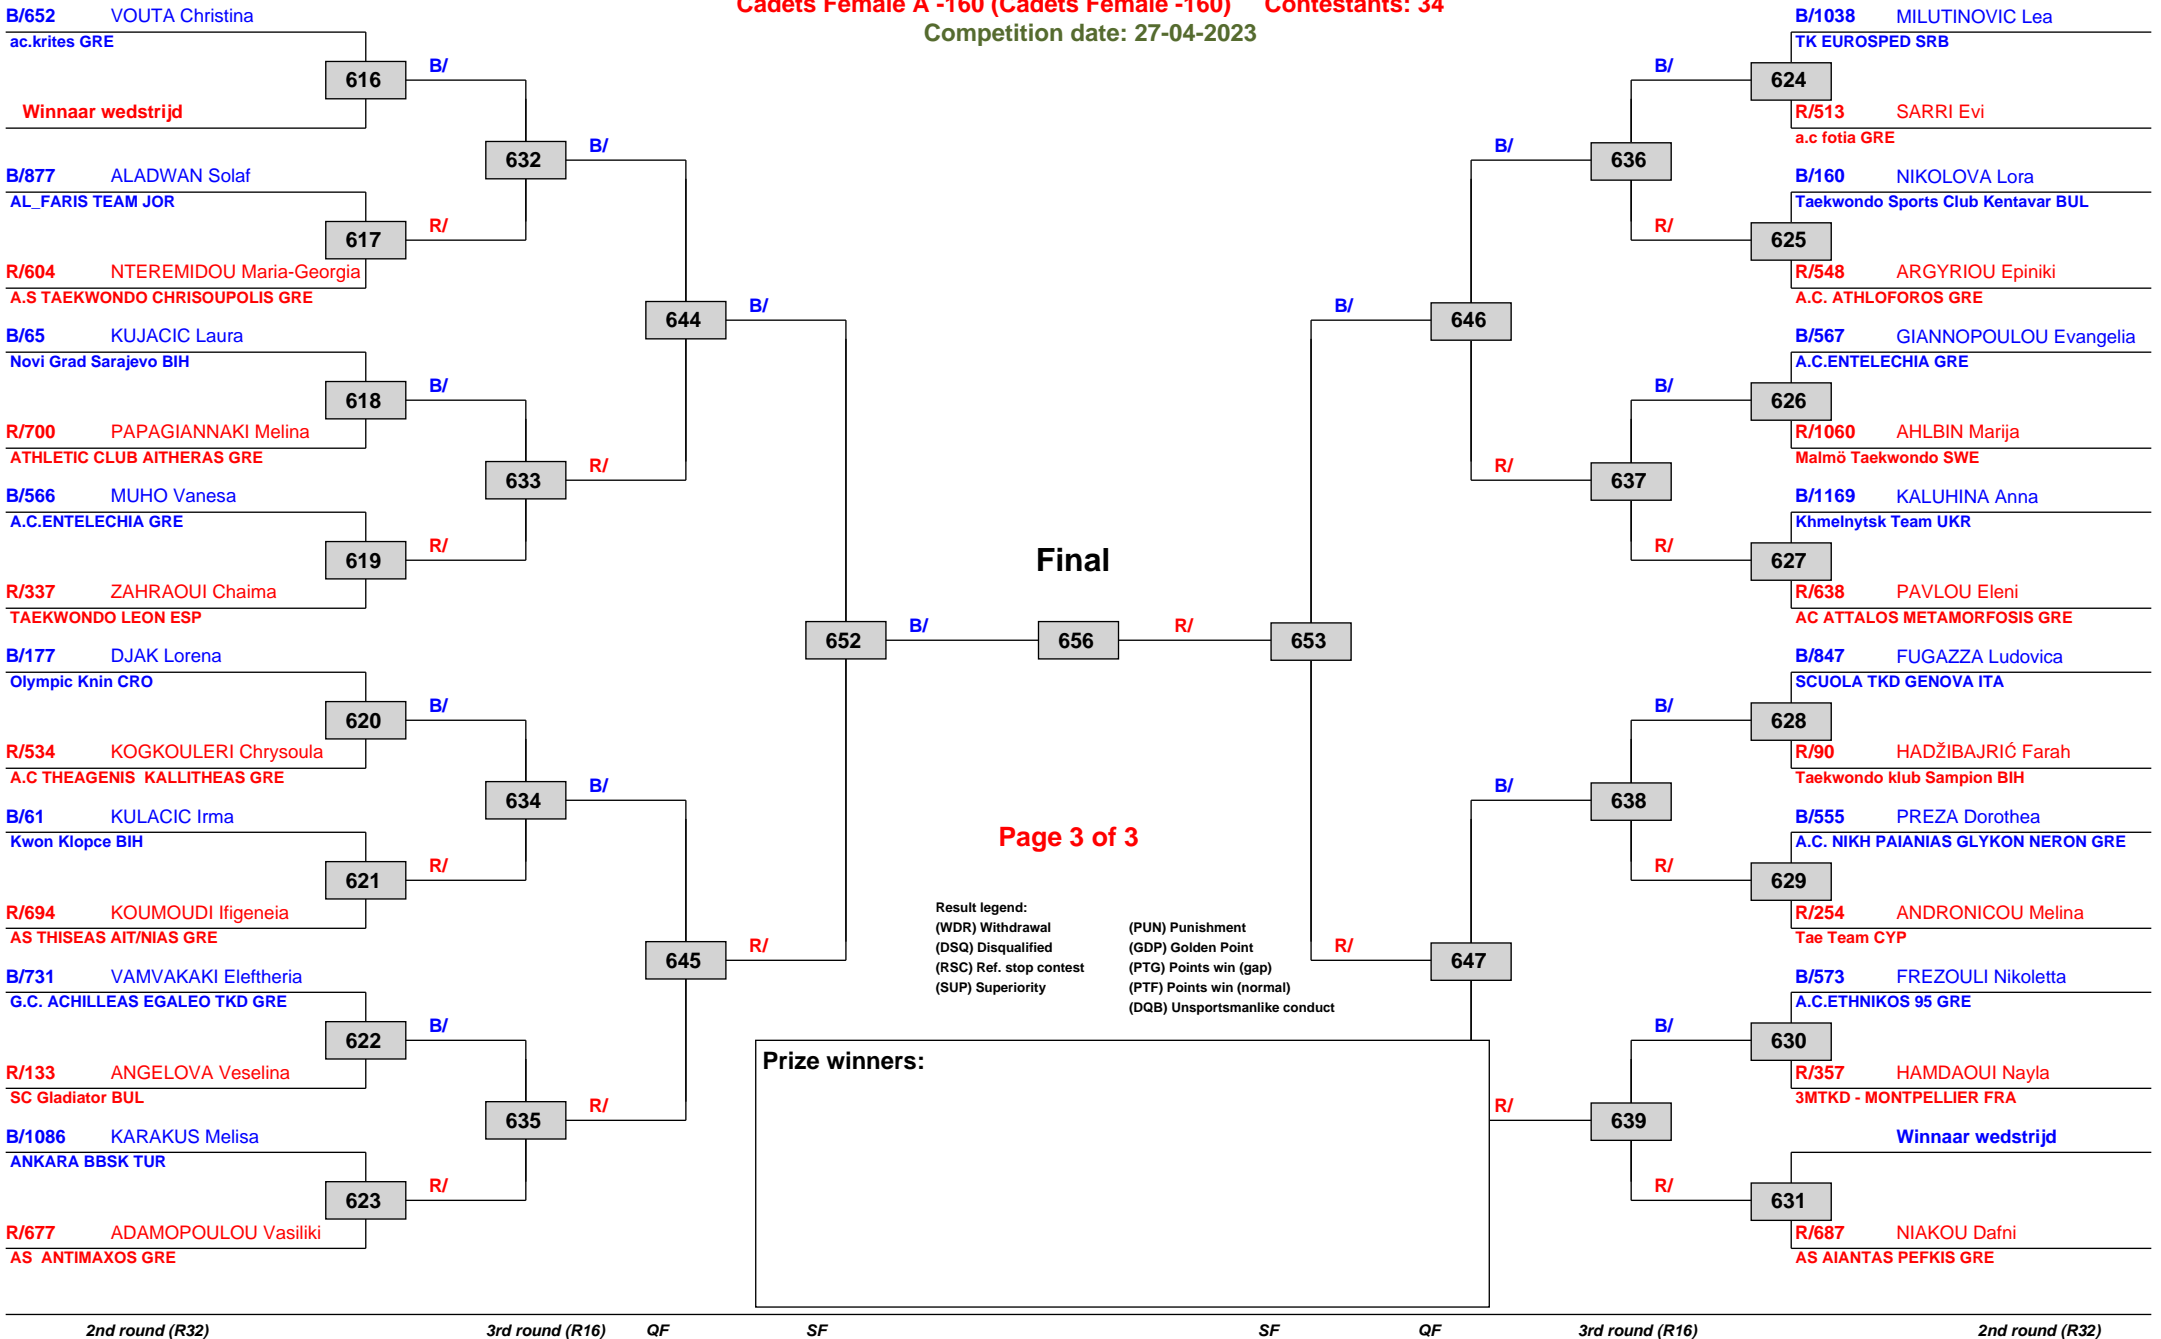 Cadets Female A -160 (Cadets Female -160) Contestants: 34
Competition date: 27-04-2023
B/652 VOUTA Christina
ac.krites GRE
616
B/
Winnaar wedstrijd
632
B/
B/877 ALADWAN Solaf
AL_FARIS TEAM JOR
617
R/
R/604 NTEREMIDOU Maria-Georgia
A.S TAEKWONDO CHRISOUPOLIS GRE
644
B/
B/65 KUJACIC Laura
Novi Grad Sarajevo BIH
618
B/
R/700 PAPAGIANNAKI Melina
ATHLETIC CLUB AITHERAS GRE
633
R/
B/566 MUHO Vanesa
A.C.ENTELECHIA GRE
619
R/
R/337 ZAHRAOUI Chaima
TAEKWONDO LEON ESP
652
B/
B/177 DJAK Lorena
Olympic Knin CRO
620
B/
R/534 KOGKOULERI Chrysoula
A.C THEAGENIS KALLITHEAS GRE
634
B/
B/61 KULACIC Irma
Kwon Klopce BIH
621
R/
R/694 KOUMOUDI Ifigeneia
AS THISEAS AIT/NIAS GRE
645
R/
B/731 VAMVAKAKI Eleftheria
G.C. ACHILLEAS EGALEO TKD GRE
622
B/
R/133 ANGELOVA Veselina
SC Gladiator BUL
635
R/
B/1086 KARAKUS Melisa
ANKARA BBSK TUR
623
R/
R/677 ADAMOPOULOU Vasiliki
AS ANTIMAXOS GRE
Final
656
R/
653
Page 3 of 3
Result legend:
(WDR) Withdrawal
(DSQ) Disqualified
(RSC) Ref. stop contest
(SUP) Superiority
(PUN) Punishment
(GDP) Golden Point
(PTG) Points win (gap)
(PTF) Points win (normal)
(DQB) Unsportsmanlike conduct
Prize winners:
B/1038 MILUTINOVIC Lea
TK EUROSPED SRB
B/
624
R/513 SARRI Evi
a.c fotia GRE
B/
636
B/160 NIKOLOVA Lora
Taekwondo Sports Club Kentavar BUL
R/
625
R/548 ARGYRIOU Epiniki
A.C. ATHLOFOROS GRE
B/
646
B/567 GIANNOPOULOU Evangelia
A.C.ENTELECHIA GRE
B/
626
R/1060 AHLBIN Marija
Malmö Taekwondo SWE
R/
637
B/1169 KALUHINA Anna
Khmelnytsk Team UKR
R/
627
R/638 PAVLOU Eleni
AC ATTALOS METAMORFOSIS GRE
B/847 FUGAZZA Ludovica
SCUOLA TKD GENOVA ITA
B/
628
R/90 HADŽIBAJRIĆ Farah
Taekwondo klub Sampion BIH
B/
638
B/555 PREZA Dorothea
A.C. NIKH PAIANIAS GLYKON NERON GRE
R/
629
R/254 ANDRONICOU Melina
Tae Team CYP
R/
647
B/573 FREZOULI Nikoletta
A.C.ETHNIKOS 95 GRE
B/
630
R/357 HAMDAOUI Nayla
3MTKD - MONTPELLIER FRA
R/
639
Winnaar wedstrijd
R/
631
R/687 NIAKOU Dafni
AS AIANTAS PEFKIS GRE
2nd round (R32) 3rd round (R16) QF SF SF QF 3rd round (R16) 2nd round (R32)